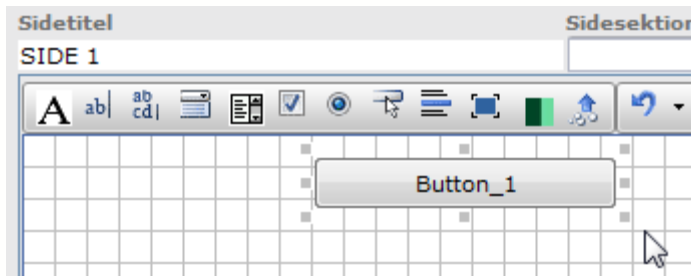 Sidetitel
Sidesektion
SIDE 1
A ab| ab cd|
Button_1